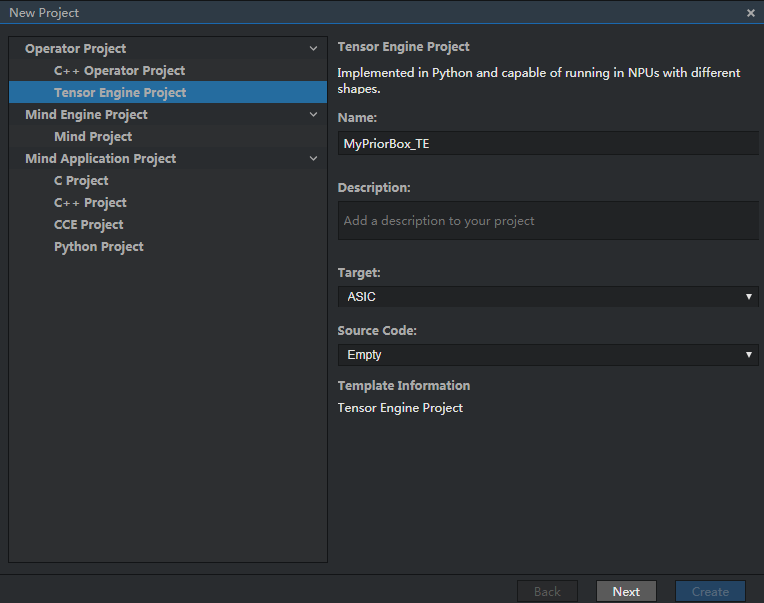 New Project
Operator Project
C++ Operator Project
Tensor Engine Project
Mind Engine Project
Mind Project
Mind Application Project
C Project
C++ Project
CCE Project
Python Project
Tensor Engine Project
Implemented in Python and capable of running in NPUs with different
shapes.
Name:
MyPriorBox_TE
Description:
Add a description to your project
Target:
ASIC
Source Code:
Empty
Template Information
Tensor Engine Project
Back
Next
Create